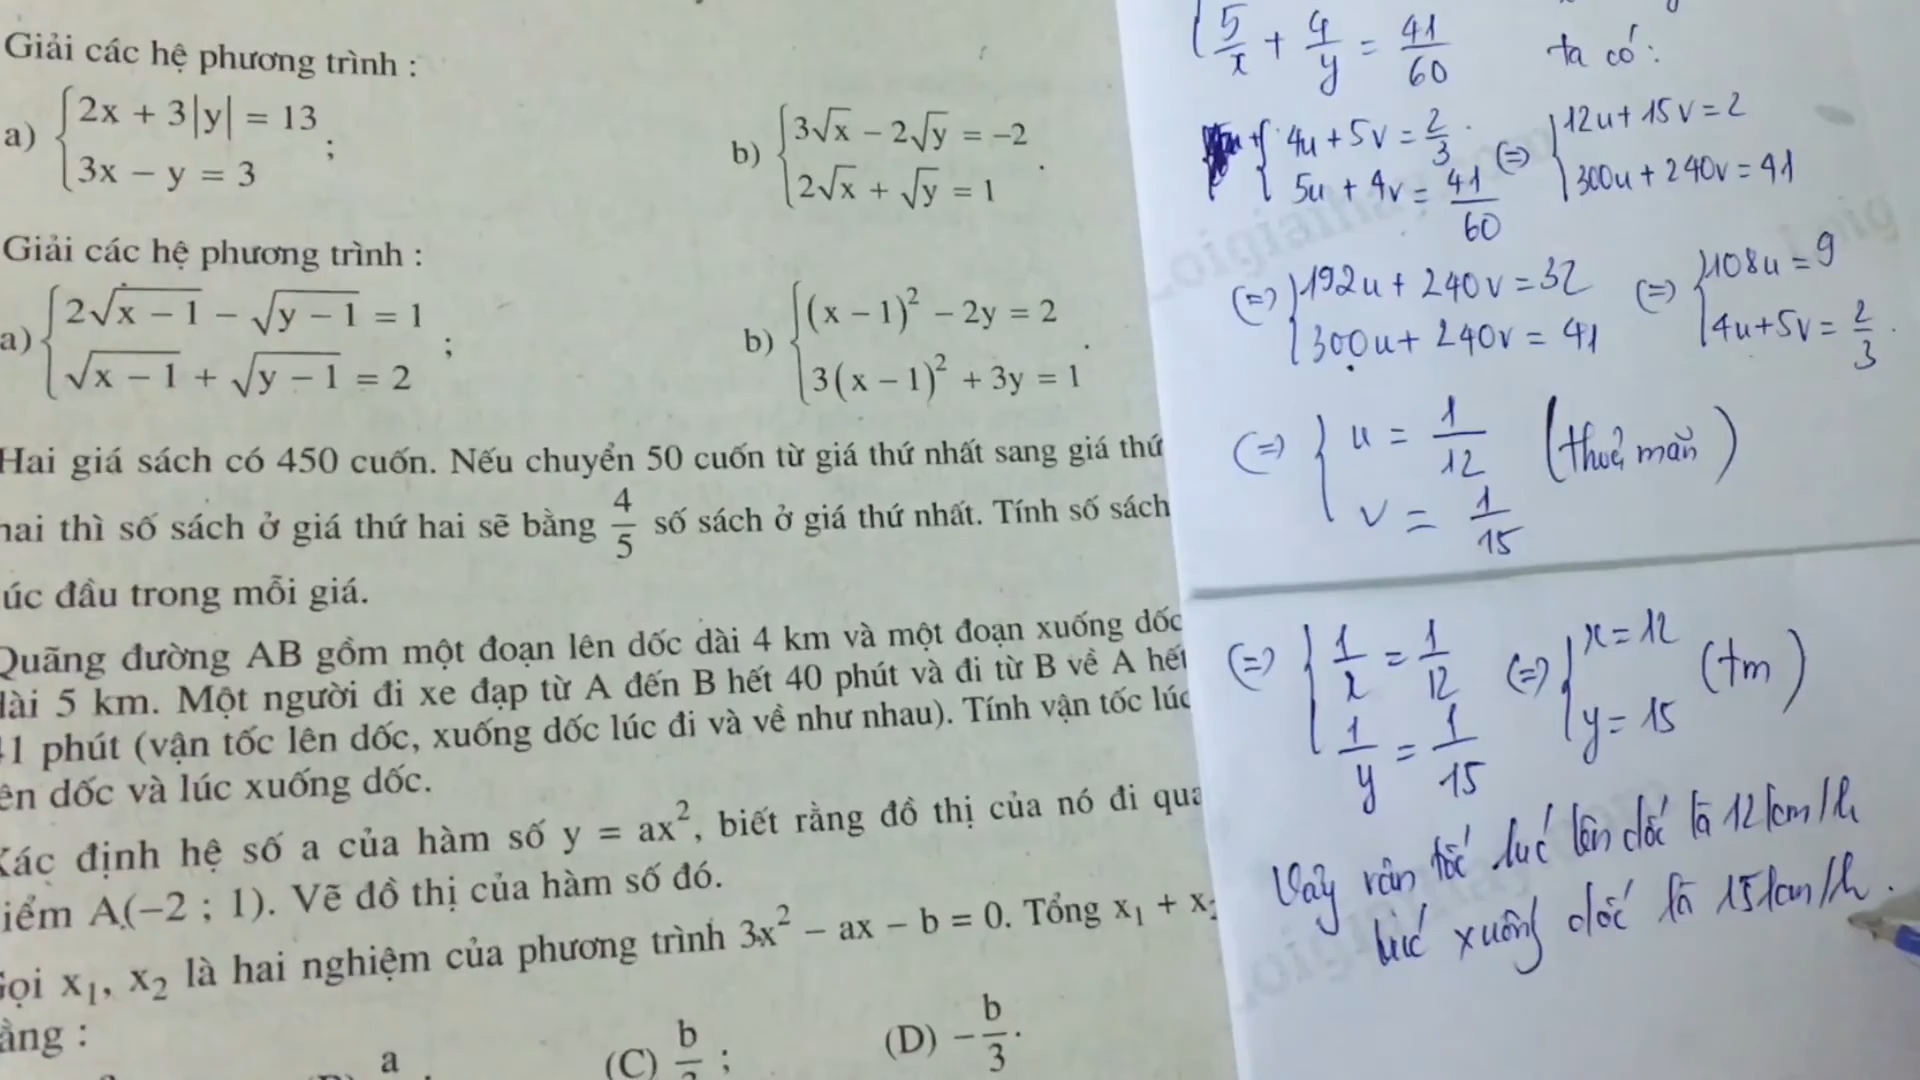 Giải các hệ phương trình :
a) { 2x + 3|y| = 13
3x − y = 3 ;
b) { 3√x − 2√y = −2
2√x + √y = 1 .
Giải các hệ phương trình :
a) { 2√(x − 1) − √(y − 1) = 1
√(x − 1) + √(y − 1) = 2 ;
b) { (x − 1)² − 2y = 2
3(x − 1)² + 3y = 1 .
Hai giá sách có 450 cuốn. Nếu chuyển 50 cuốn từ giá thứ nhất sang giá thứ
hai thì số sách ở giá thứ hai sẽ bằng 4/5 số sách ở giá thứ nhất. Tính số sách
úc đầu trong mỗi giá.
Quãng đường AB gồm một đoạn lên dốc dài 4 km và một đoạn xuống dốc
dài 5 km. Một người đi xe đạp từ A đến B hết 40 phút và đi từ B về A hết
41 phút (vận tốc lên dốc, xuống dốc lúc đi và về như nhau). Tính vận tốc lúc
ên dốc và lúc xuống dốc.
Xác định hệ số a của hàm số y = ax², biết rằng đồ thị của nó đi qua
iểm A(−2 ; 1). Vẽ đồ thị của hàm số đó.
Gọi x₁, x₂ là hai nghiệm của phương trình 3x² − ax − b = 0. Tổng x₁ + x₂
ằng :
a
(C) b/3 ;
(D) −b/3 .
{ 5/x + 4/y = 41/60
ta có :
{ 4u + 5v = 2/3 .
5u + 4v = 41/60
(=) { 12u + 15v = 2
300u + 240v = 41
(=) { 192u + 240v = 32
300u + 240v = 41
(=) { 108u = 9
4u + 5v = 2/3 .
(=) { u = 1/12
v = 1/15
(thoả mãn)
(=) { 1/x = 1/12
1/y = 1/15
(=) { x = 12
y = 15
(tm)
Vậy vận tốc lúc lên dốc là 12km/h
lúc xuống dốc là 15km/h .